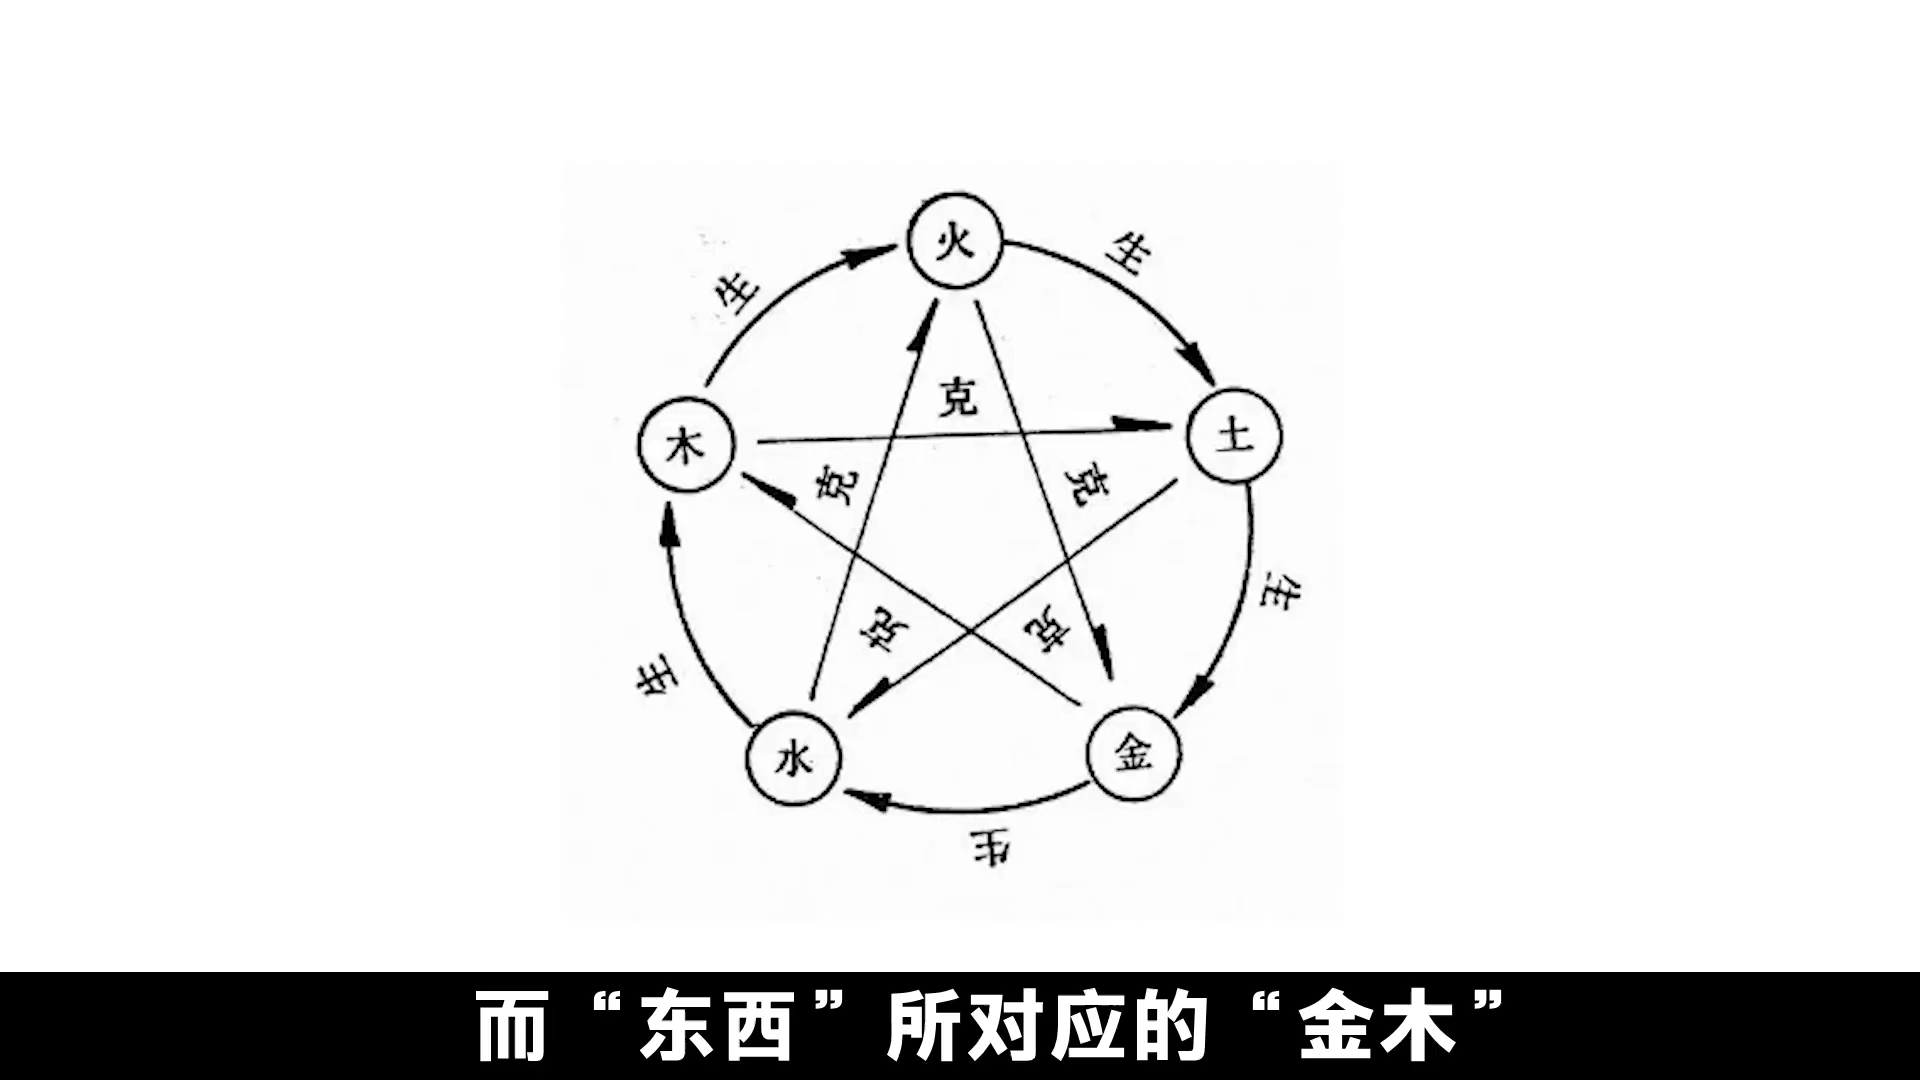 火
生
生
克
木
土
克
克
生
克
克
生
水
金
生
而“东西”所对应的“金木”